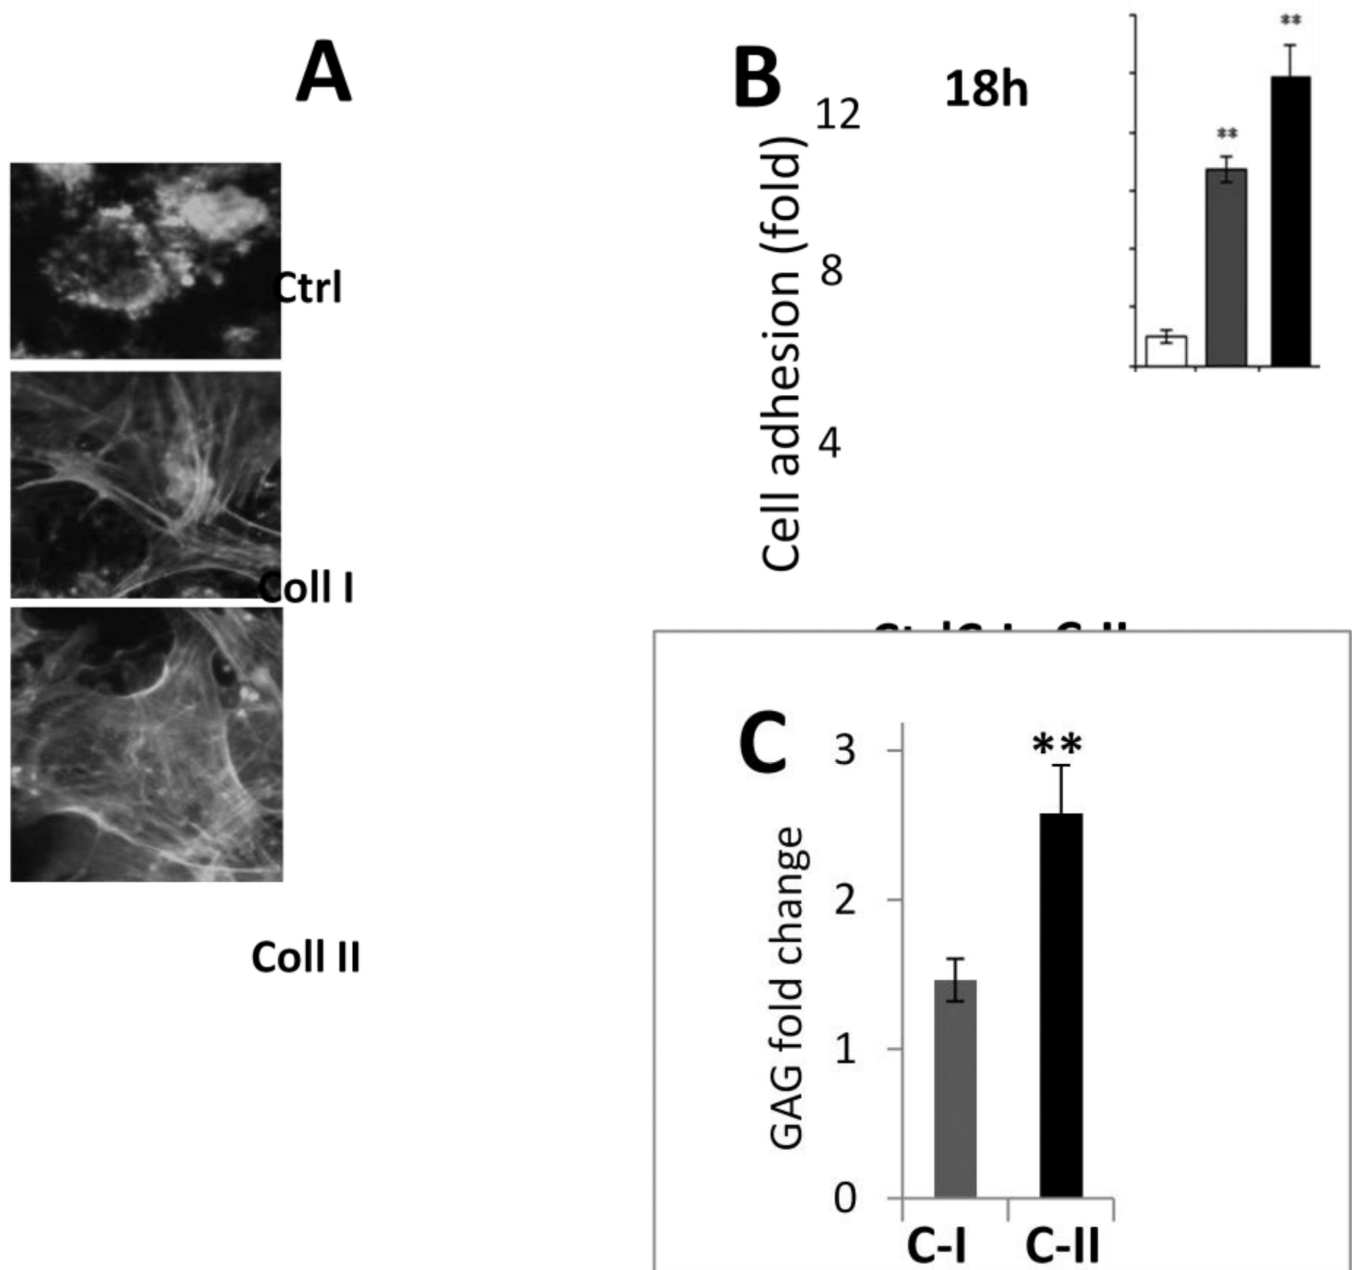 A
Ctrl
Coll I
Coll II
B
18h
Cell adhesion (fold)
12
8
4
**
**
C
GAG fold change
3
2
1
0
**
C-I
C-II